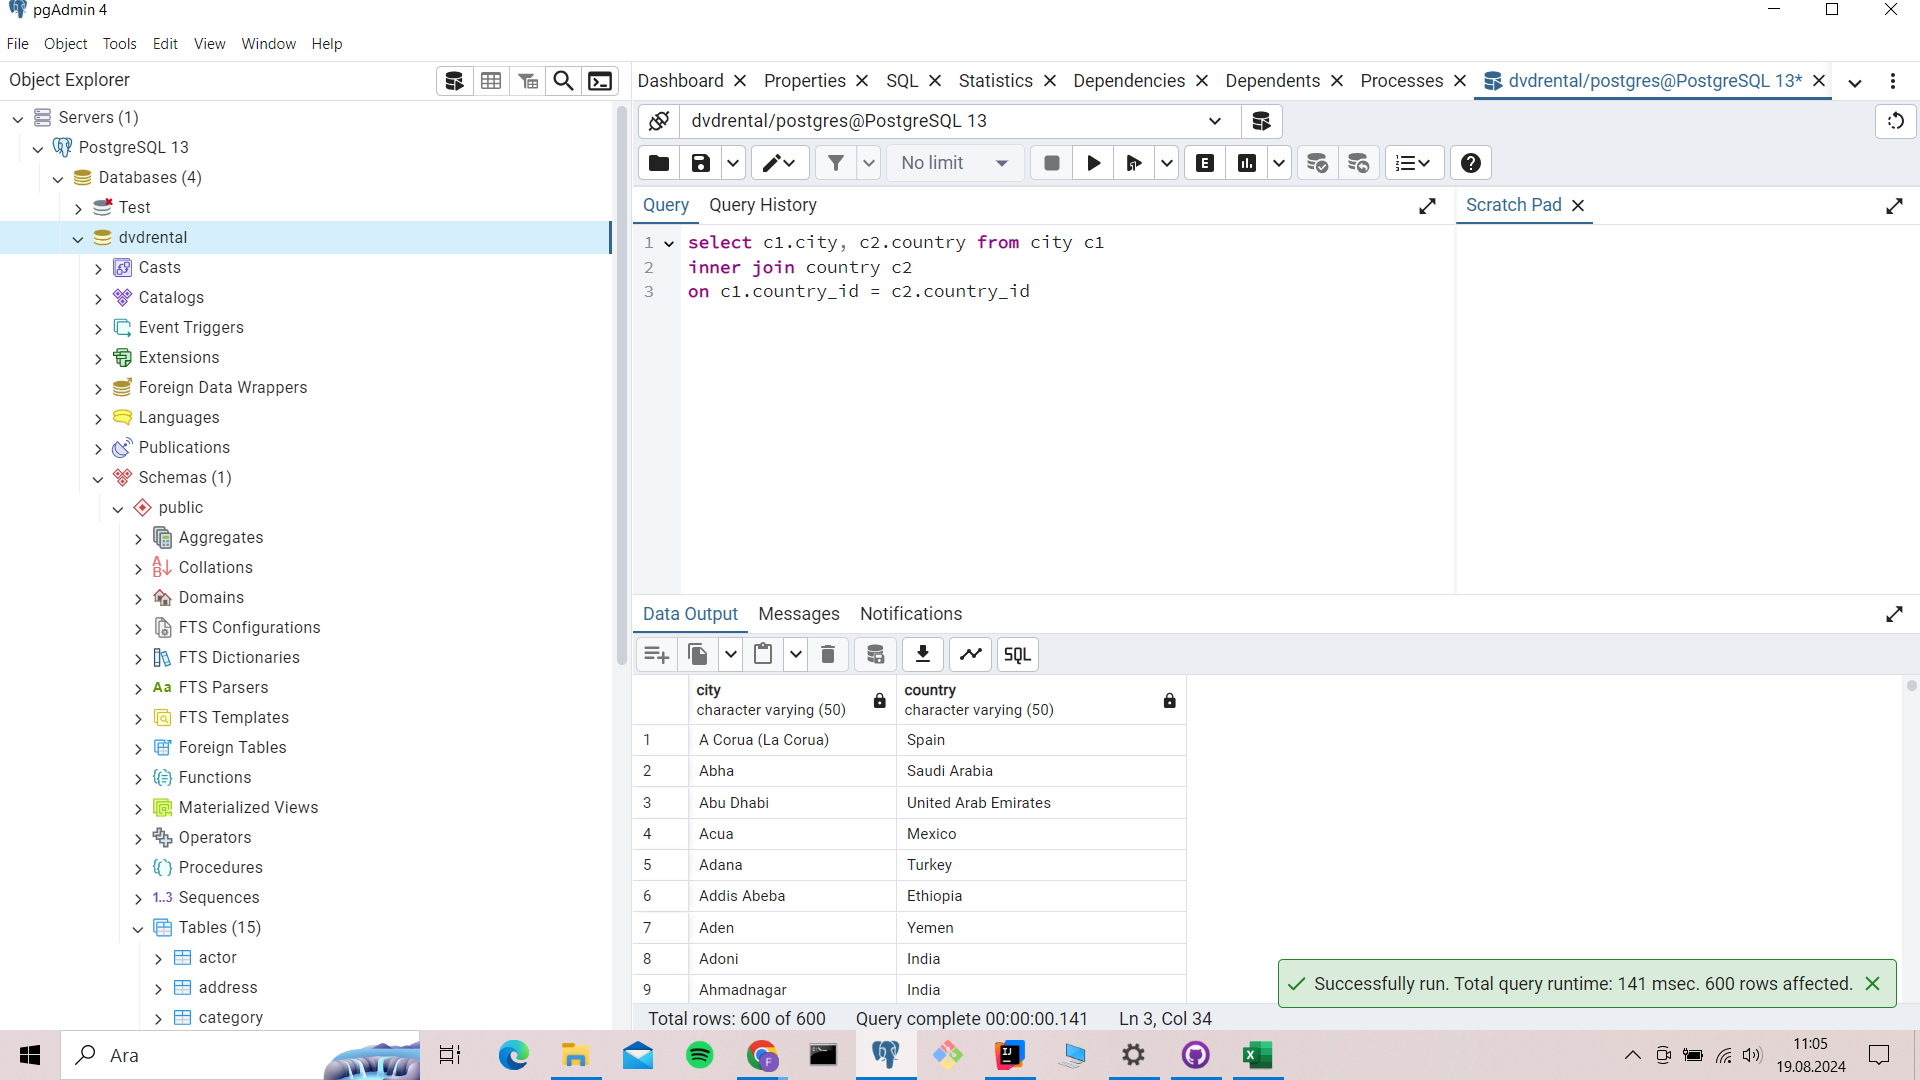 pgAdmin 4
File Object Tools Edit View Window Help
Object Explorer
Dashboard Properties SQL Statistics Dependencies Dependents Processes dvdrental/postgres@PostgreSQL 13*
Servers (1)
PostgreSQL 13
Databases (4)
Test
dvdrental
Casts
Catalogs
Event Triggers
Extensions
Foreign Data Wrappers
Languages
Publications
Schemas (1)
public
Aggregates
Collations
Domains
FTS Configurations
FTS Dictionaries
FTS Parsers
FTS Templates
Foreign Tables
Functions
Materialized Views
Operators
Procedures
1..3 Sequences
Tables (15)
actor
address
category
dvdrental/postgres@PostgreSQL 13
No limit
E
Query Query History
Scratch Pad
1 select c1.city, c2.country from city c1
2 inner join country c2
3 on c1.country_id = c2.country_id
Data Output Messages Notifications
SQL
city country
character varying (50) character varying (50)
1 A Corua (La Corua) Spain
2 Abha Saudi Arabia
3 Abu Dhabi United Arab Emirates
4 Acua Mexico
5 Adana Turkey
6 Addis Abeba Ethiopia
7 Aden Yemen
8 Adoni India
9 Ahmadnagar India
Successfully run. Total query runtime: 141 msec. 600 rows affected.
Total rows: 600 of 600 Query complete 00:00:00.141 Ln 3, Col 34
Ara
11:05
19.08.2024